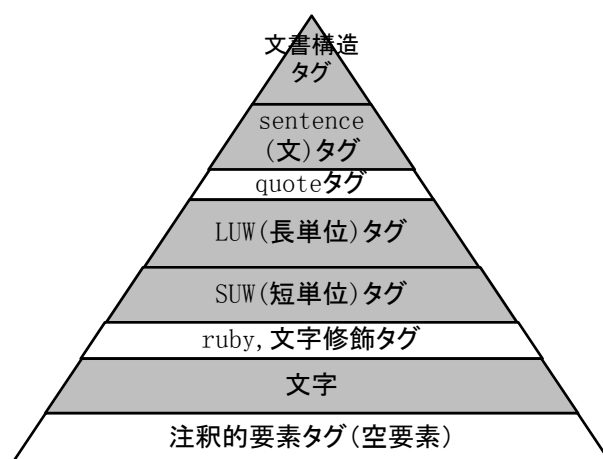 文書構造
タグ
sentence
(文)タグ
quoteタグ
LUW(長単位)タグ
SUW(短単位)タグ
ruby,文字修飾タグ
文字
注釈的要素タグ(空要素)